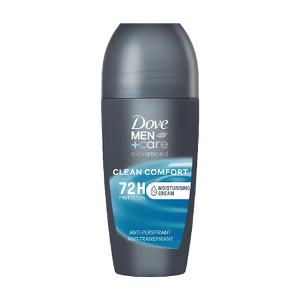 Dove
MEN
+care
advanced
CLEAN COMFORT
72H
PROTECTION
MOISTURISING
CREAM
ANTI-PERSPIRANT
ANTI TRANSPIRANT